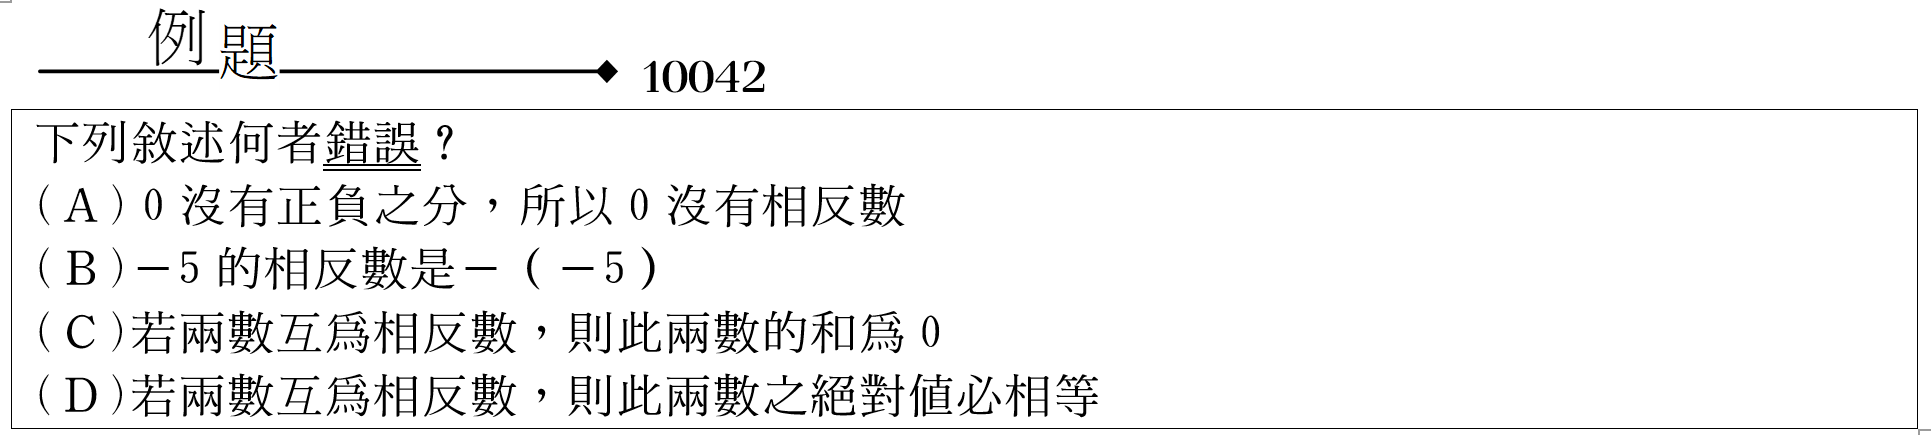 例題 10042
下列敘述何者錯誤？
（A）0 沒有正負之分，所以 0 沒有相反數
（B）－5 的相反數是－（－5）
（C）若兩數互為相反數，則此兩數的和為 0
（D）若兩數互為相反數，則此兩數之絕對值必相等